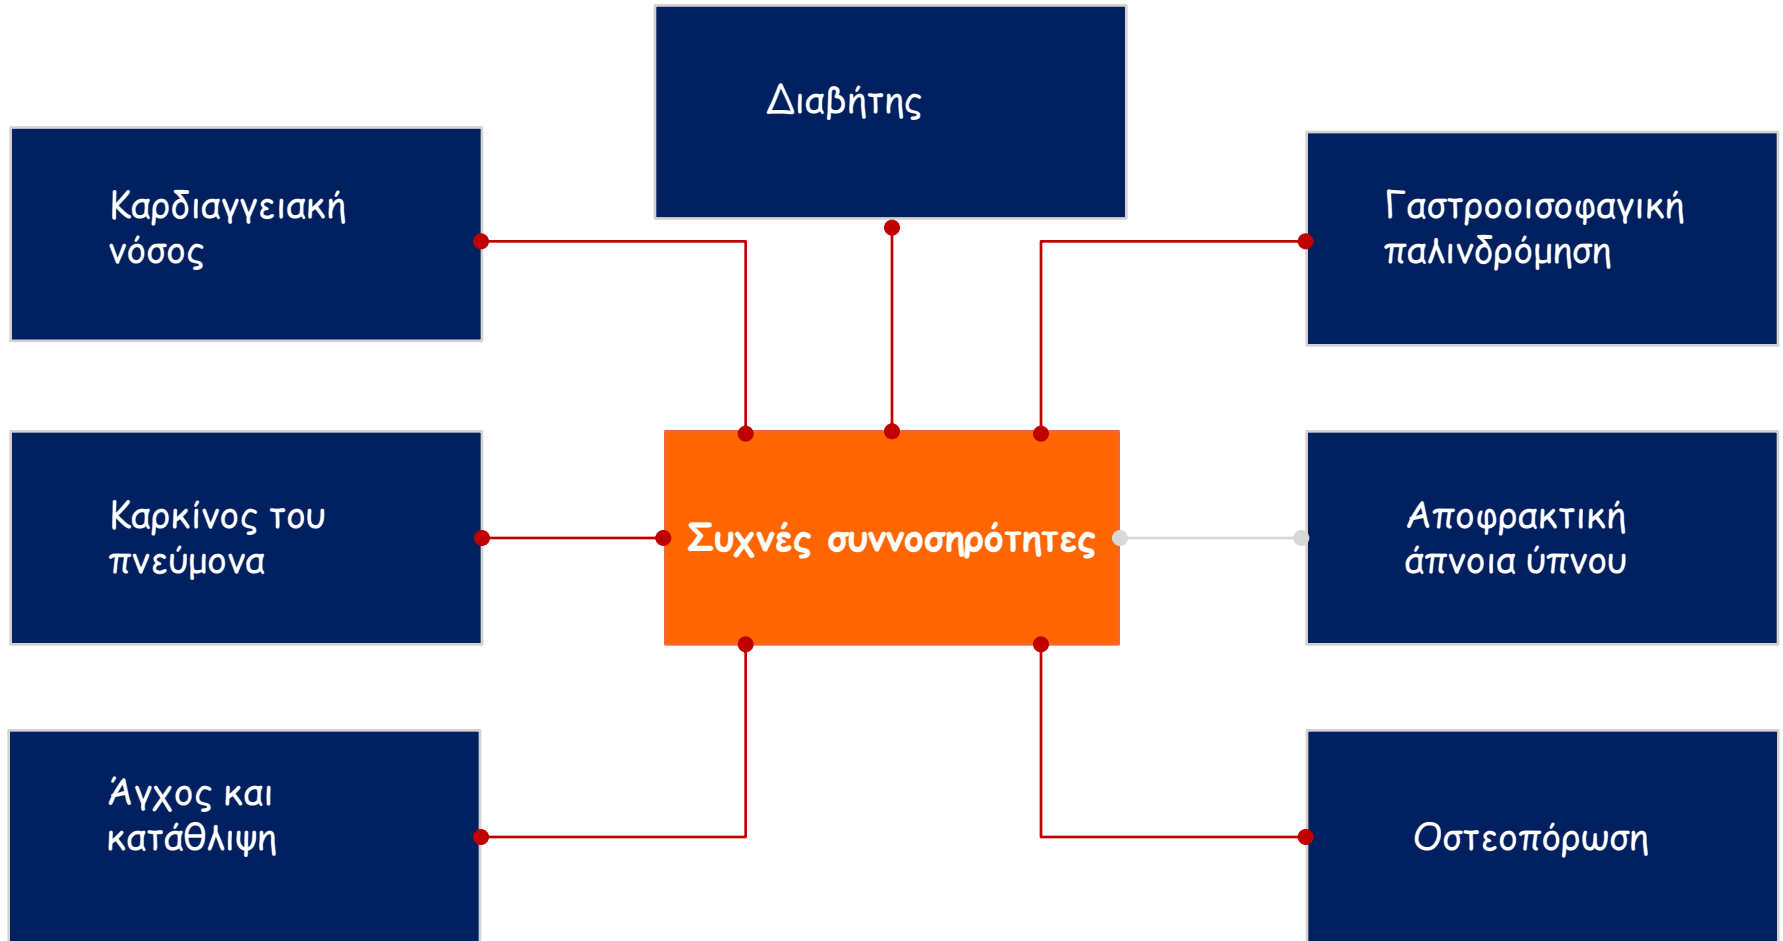 Διαβήτης
Καρδιαγγειακή
νόσος
Γαστροοισοφαγική
παλινδρόμηση
Καρκίνος του
πνεύμονα
Συχνές συννοσηρότητες
Αποφρακτική
άπνοια ύπνου
Άγχος και
κατάθλιψη
Οστεοπόρωση